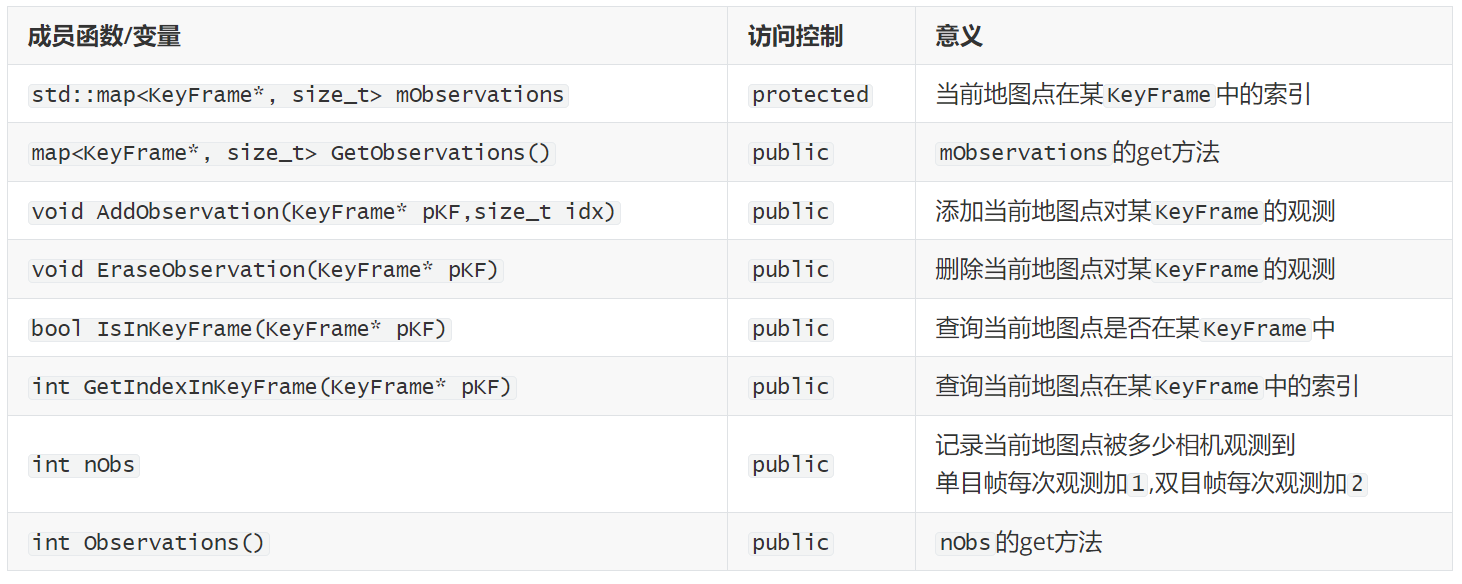 成员函数/变量 访问控制 意义
std::map<KeyFrame*, size_t> mObservations protected 当前地图点在某KeyFrame中的索引
map<KeyFrame*, size_t> GetObservations() public mObservations的get方法
void AddObservation(KeyFrame* pKF,size_t idx) public 添加当前地图点对某KeyFrame的观测
void EraseObservation(KeyFrame* pKF) public 删除当前地图点对某KeyFrame的观测
bool IsInKeyFrame(KeyFrame* pKF) public 查询当前地图点是否在某KeyFrame中
int GetIndexInKeyFrame(KeyFrame* pKF) public 查询当前地图点在某KeyFrame中的索引
int nObs public 记录当前地图点被多少相机观测到
单目帧每次观测加1,双目帧每次观测加2
int Observations() public nObs的get方法